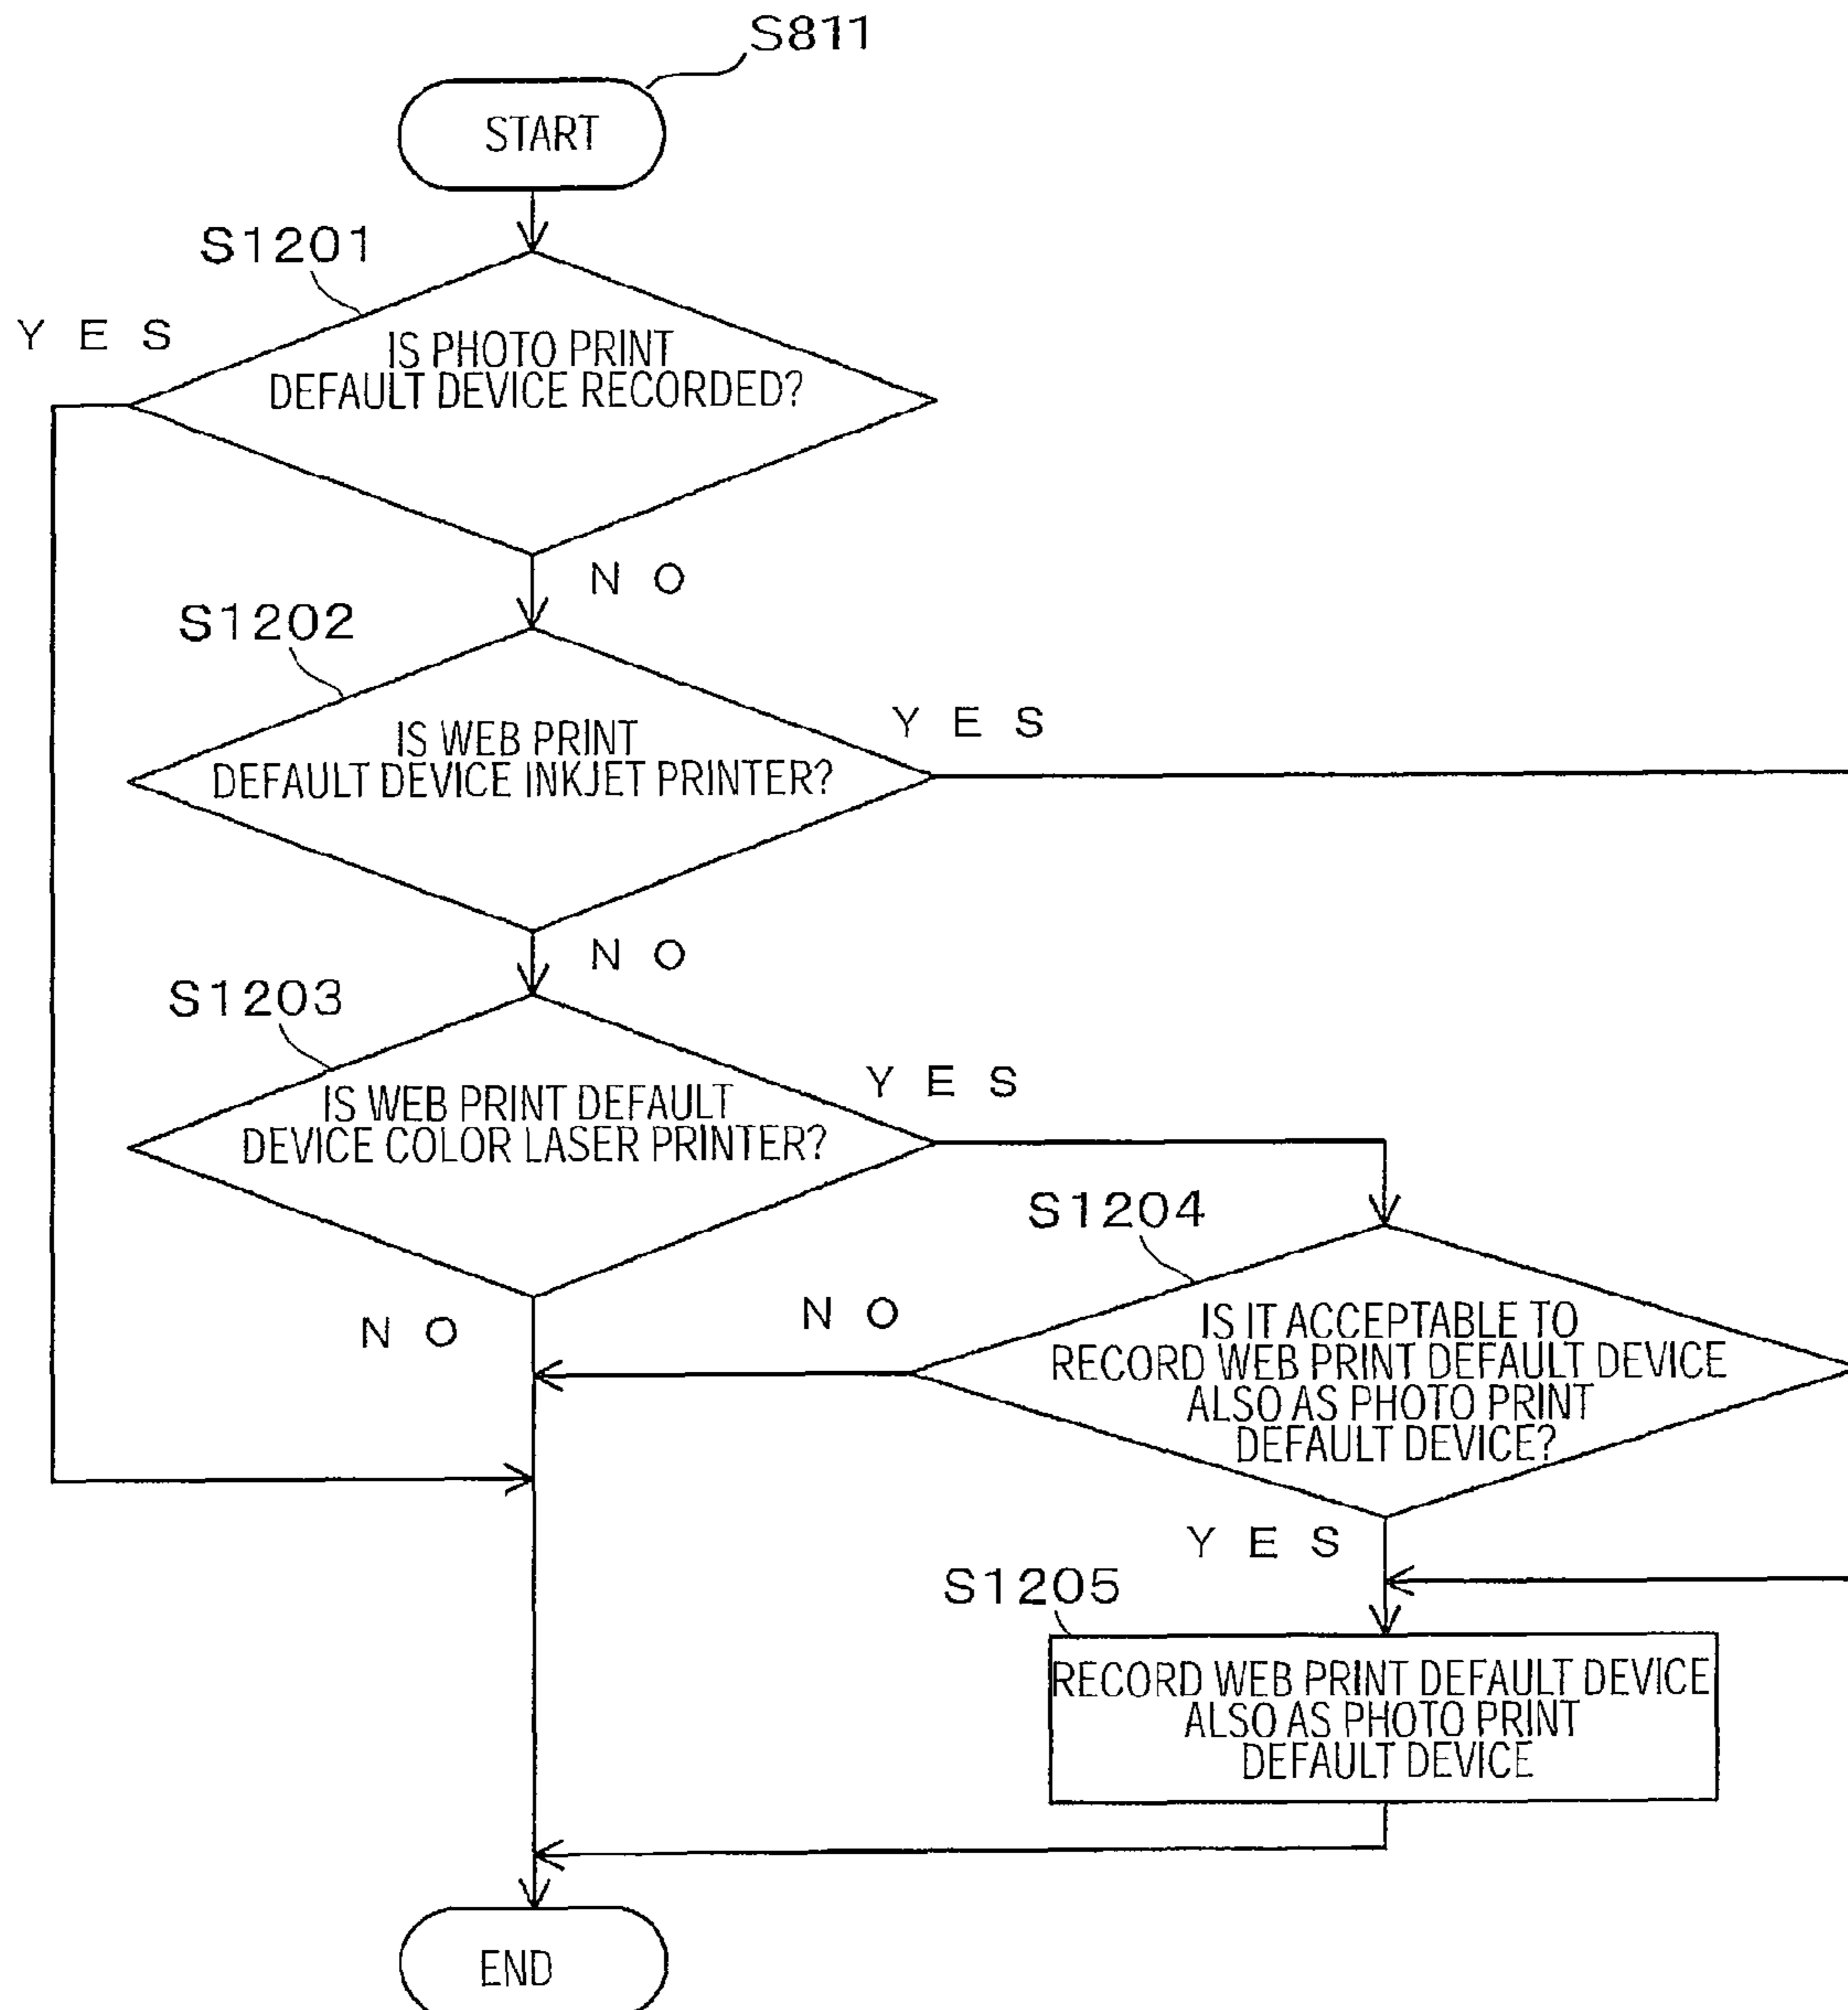 S811
START
S1201
YES
IS PHOTO PRINT
DEFAULT DEVICE RECORDED?
NO
S1202
IS WEB PRINT
DEFAULT DEVICE INKJET PRINTER?
YES
NO
S1203
IS WEB PRINT DEFAULT
DEVICE COLOR LASER PRINTER?
YES
NO
S1204
NO
IS IT ACCEPTABLE TO
RECORD WEB PRINT DEFAULT DEVICE
ALSO AS PHOTO PRINT
DEFAULT DEVICE?
YES
S1205
RECORD WEB PRINT DEFAULT DEVICE
ALSO AS PHOTO PRINT
DEFAULT DEVICE
END